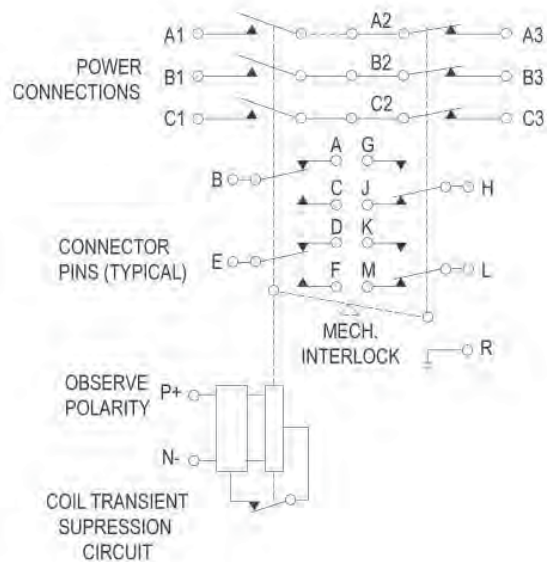 A1 A2 A3
POWER
CONNECTIONS
B1 B2 B3
C1 C2 C3
A G
B
C J H
D K
CONNECTOR
PINS (TYPICAL)
E
F M L
MECH.
INTERLOCK
R
OBSERVE
POLARITY
P+
N-
COIL TRANSIENT
SUPRESSION
CIRCUIT